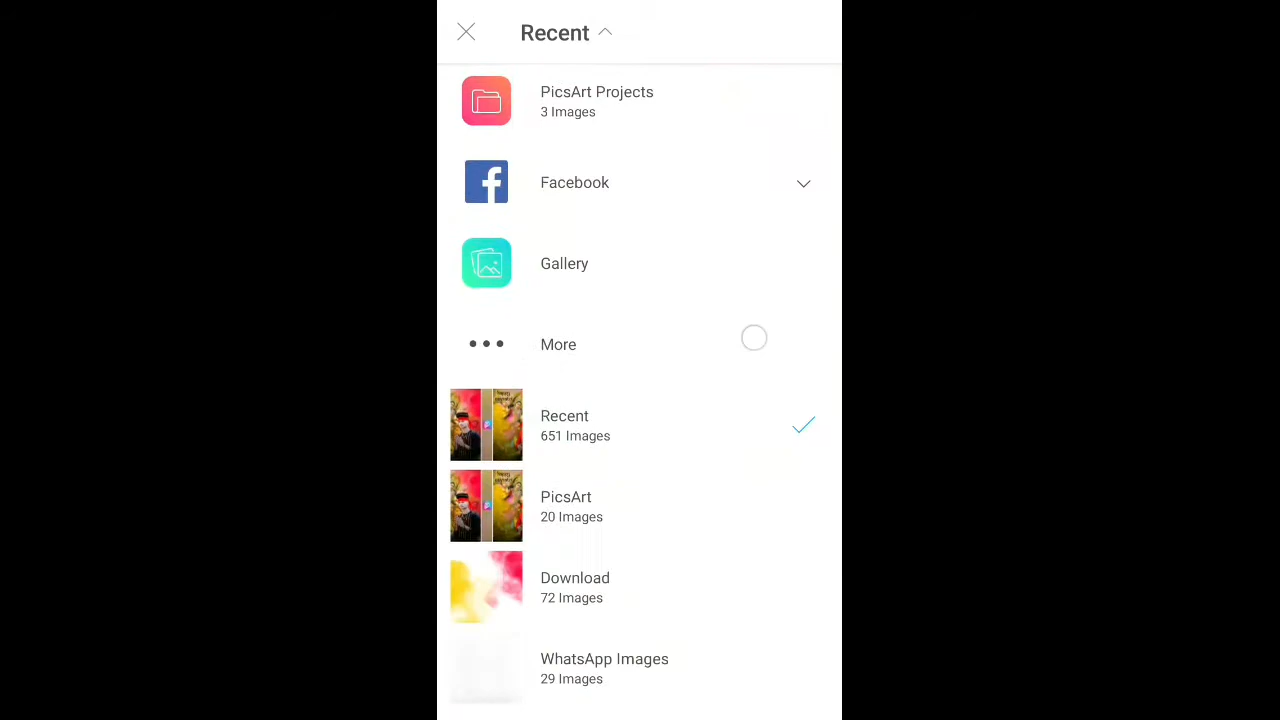 Recent
PicsArt Projects
3 Images
Facebook
Gallery
More
Recent
651 Images
PicsArt
20 Images
Download
72 Images
WhatsApp Images
29 Images